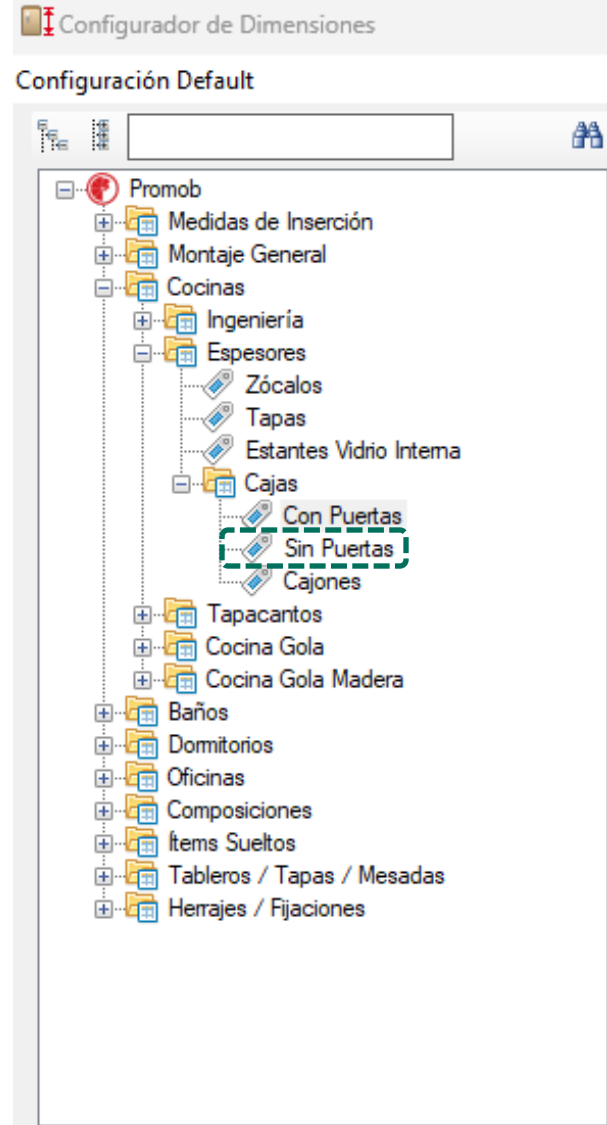 Configurador de Dimensiones
Configuración Default
Promob
Medidas de Inserción
Montaje General
Cocinas
Ingeniería
Espesores
Zócalos
Tapas
Estantes Vidrio Interna
Cajas
Con Puertas
Sin Puertas
Cajones
Tapacantos
Cocina Gola
Cocina Gola Madera
Baños
Dormitorios
Oficinas
Composiciones
Ítems Sueltos
Tableros / Tapas / Mesadas
Herrajes / Fijaciones